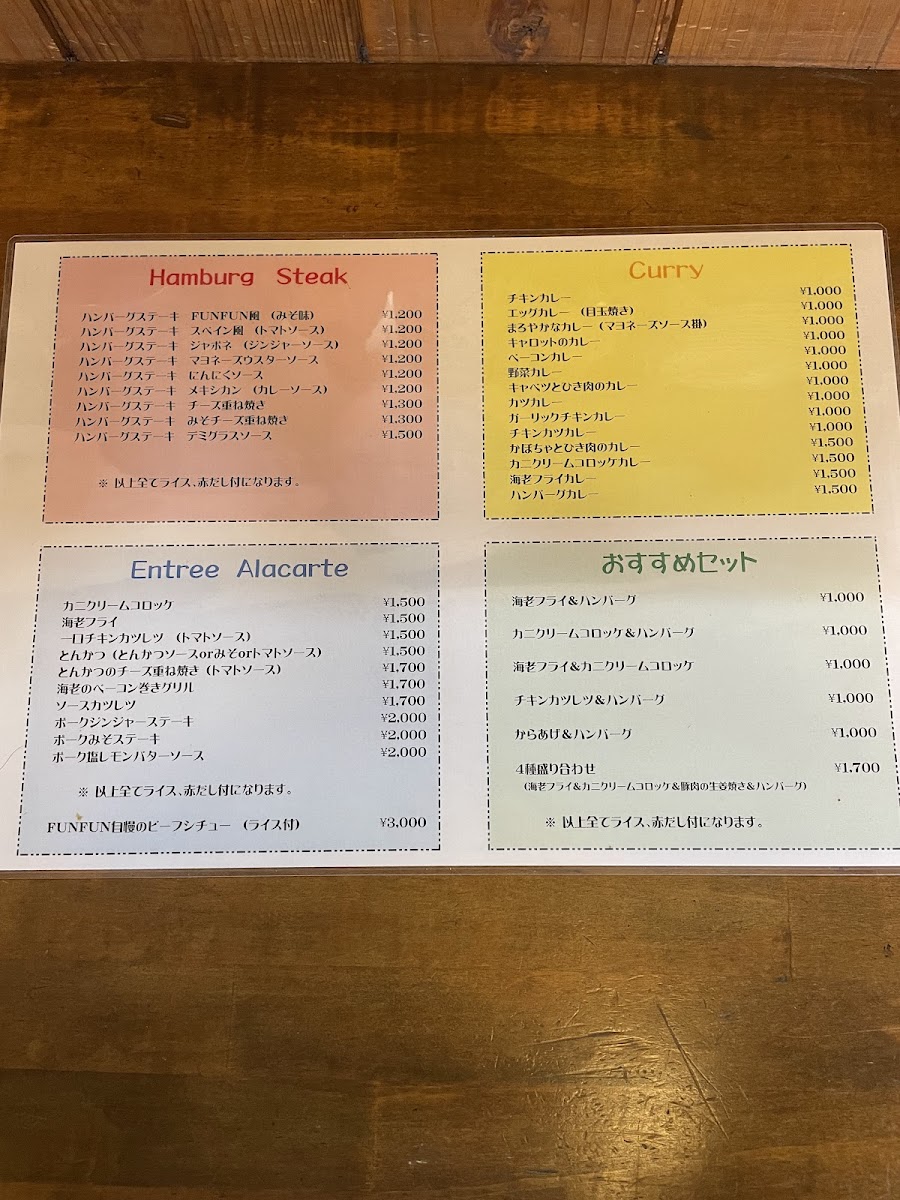 Hamburg Steak
ハンバーグステーキ FUNFUN風 (みそ味) ¥1.200
ハンバーグステーキ スペイン風 (トマトソース) ¥1.200
ハンバーグステーキ ジャポネ (ジンジャーソース) ¥1.200
ハンバーグステーキ マヨネーズウスターソース ¥1.200
ハンバーグステーキ にんにくソース ¥1.200
ハンバーグステーキ メキシカン (カレーソース) ¥1.200
ハンバーグステーキ チーズ重ね焼き ¥1.300
ハンバーグステーキ みそチーズ重ね焼き ¥1.300
ハンバーグステーキ デミグラスソース ¥1.500
※ 以上全てライス、赤だし付になります。
Curry
チキンカレー ¥1.000
エッグカレー (目玉焼き) ¥1.000
まろやかなカレー (マヨネーズソース掛) ¥1.000
キャロットのカレー ¥1.000
ベーコンカレー ¥1.000
野菜カレー ¥1.000
キャベツとひき肉のカレー ¥1.000
カツカレー ¥1.000
ガーリックチキンカレー ¥1.000
チキンカツカレー ¥1.000
かぼちゃとひき肉のカレー ¥1.500
カニクリームコロッケカレー ¥1.500
海老フライカレー ¥1.500
ハンバーグカレー ¥1.500
Entree Alacarte
カニクリームコロッケ ¥1.500
海老フライ ¥1.500
一口チキンカツレツ (トマトソース) ¥1.500
とんかつ (とんかつソースorみそorトマトソース) ¥1.500
とんかつのチーズ重ね焼き (トマトソース) ¥1.700
海老のベーコン巻きグリル ¥1.700
ソースカツレツ ¥1.700
ポークジンジャーステーキ ¥2.000
ポークみそステーキ ¥2.000
ポーク塩レモンバターソース ¥2.000
※ 以上全てライス、赤だし付になります。
FUNFUN自慢のビーフシチュー (ライス付) ¥3.000
おすすめセット
海老フライ&ハンバーグ ¥1.000
カニクリームコロッケ&ハンバーグ ¥1.000
海老フライ&カニクリームコロッケ ¥1.000
チキンカツレツ&ハンバーグ ¥1.000
からあげ&ハンバーグ ¥1.000
4種盛り合わせ ¥1.700
(海老フライ&カニクリームコロッケ&豚肉の生姜焼き&ハンバーグ)
※ 以上全てライス、赤だし付になります。